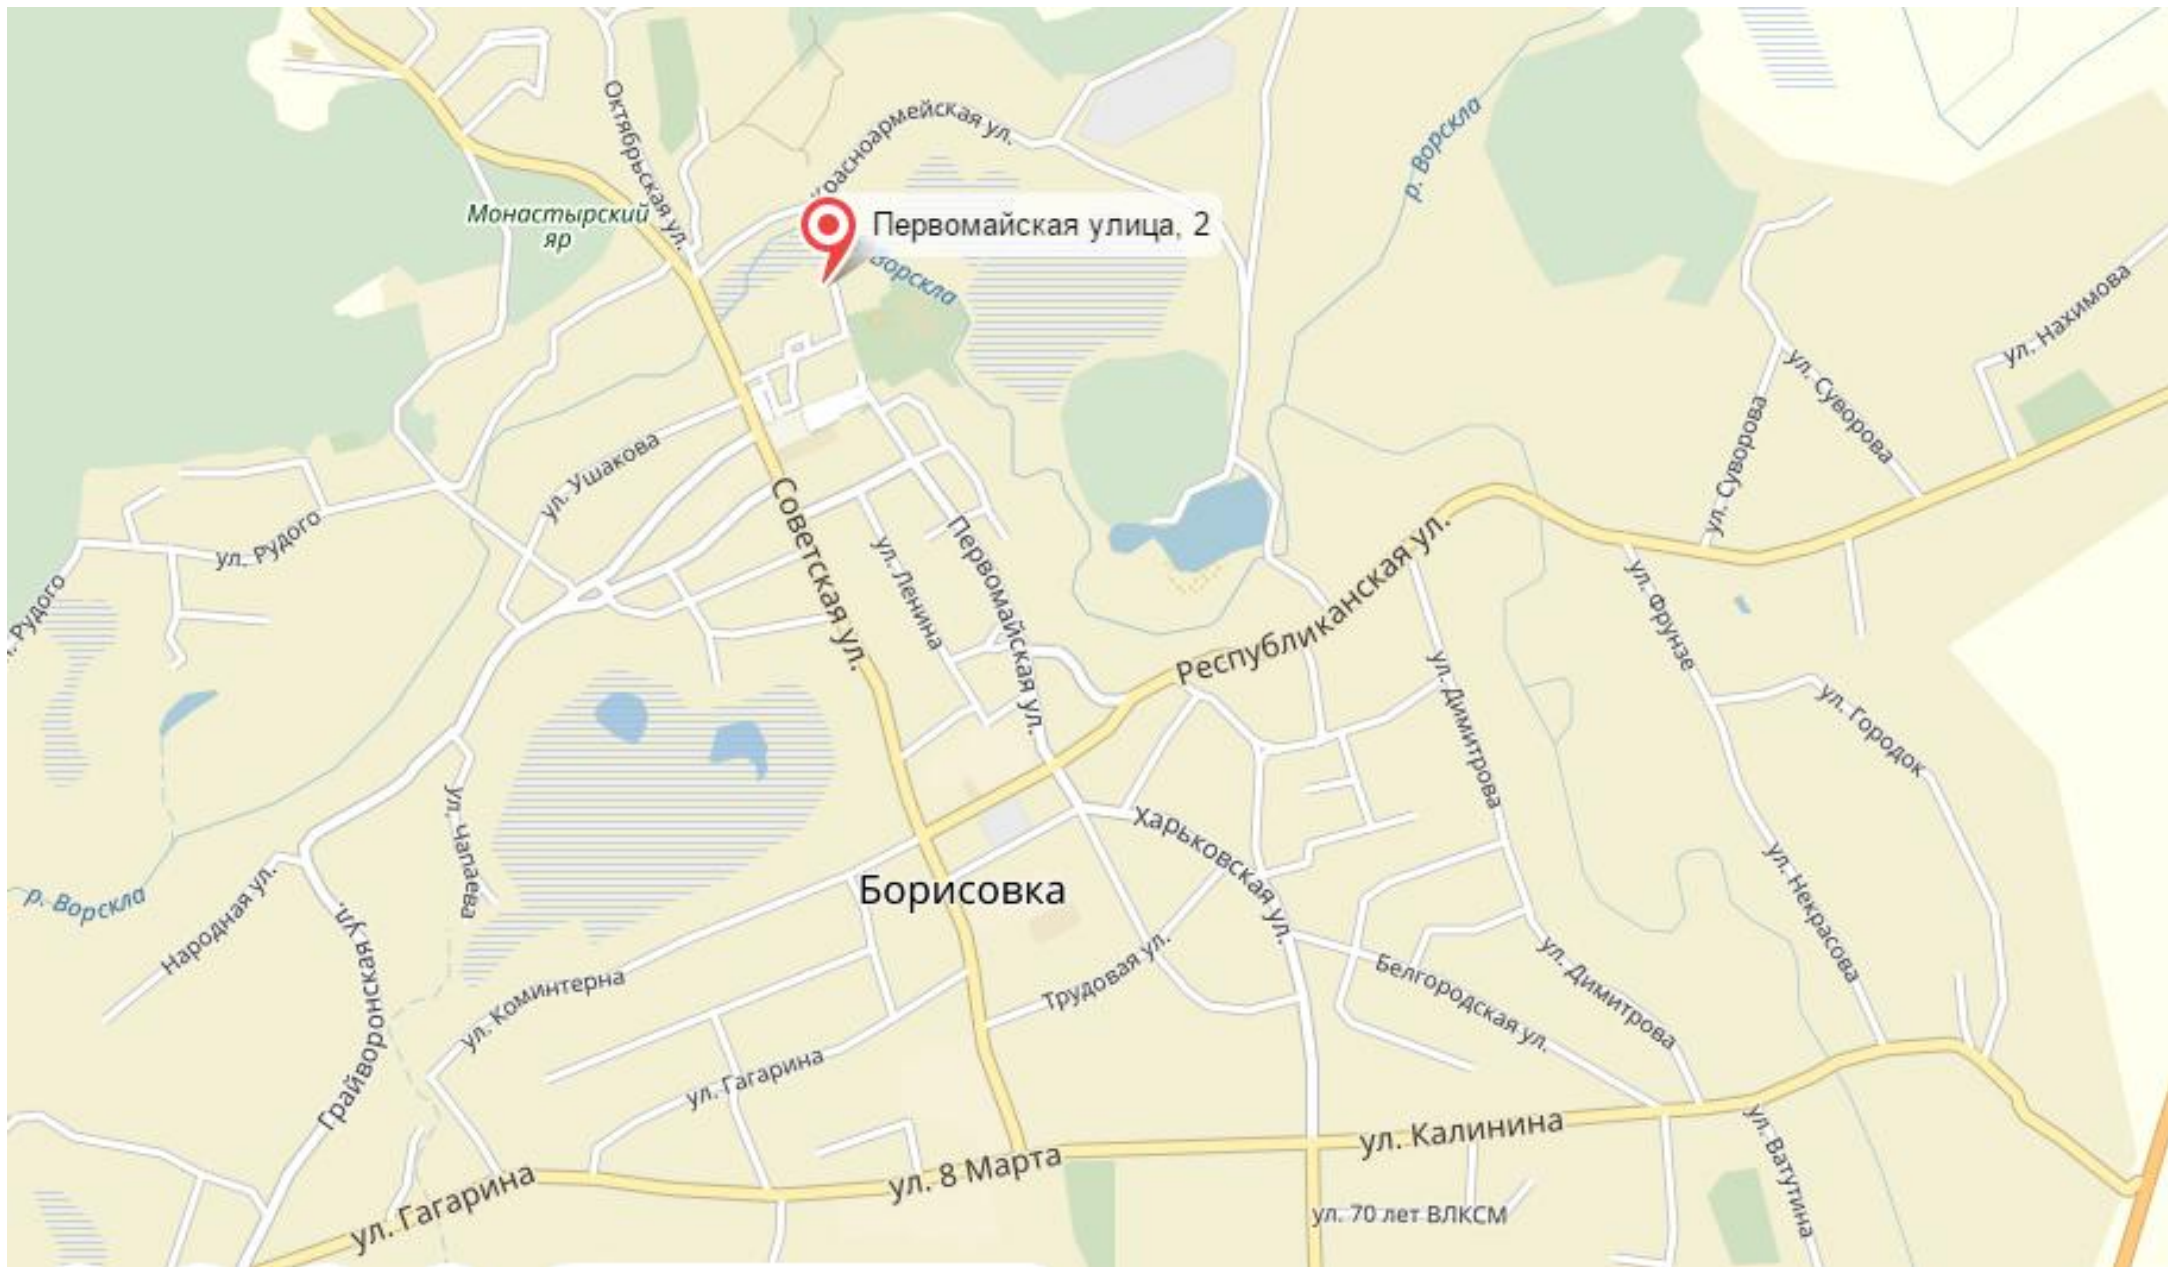 Октябрьская ул.
Красноармейская ул.
р. Ворскла
Монастырский
яр
Первомайская улица, 2
Ворскла
ул. Нахимова
ул. Суворова
ул. Суворова
ул. Ушакова
Советская ул.
ул. Рудого
Рудого
ул. Ленина
Первомайская ул.
Республиканская ул.
ул. Фрунзе
ул. Димитрова
ул. Городок
ул. Чапаева
Харьковская ул.
р. Ворскла
Народная ул.
Борисовка
ул. Некрасова
Грайворонская ул.
ул. Коминтерна
Трудовая ул.
Белгородская ул.
ул. Димитрова
ул. Гагарина
ул. Калинина
ул. 8 Марта
ул. Гагарина
ул. Ватутина
ул. 70 лет ВЛКСМ